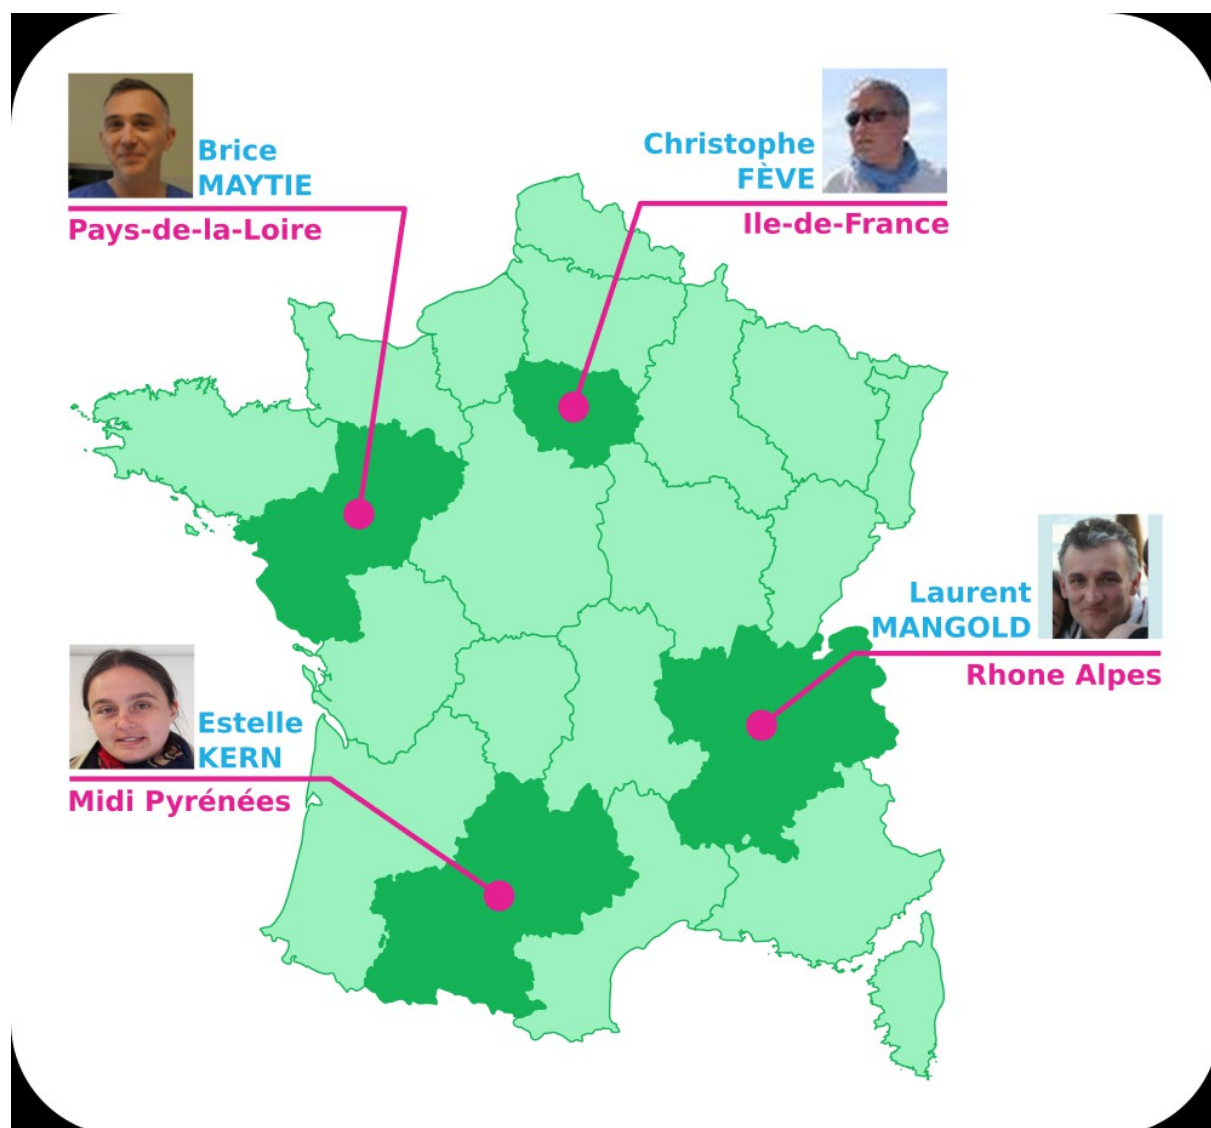 Brice
MAYTIE
Pays-de-la-Loire
Christophe
FÈVE
Ile-de-France
Laurent
MANGOLD
Rhone Alpes
Estelle
KERN
Midi Pyrénées